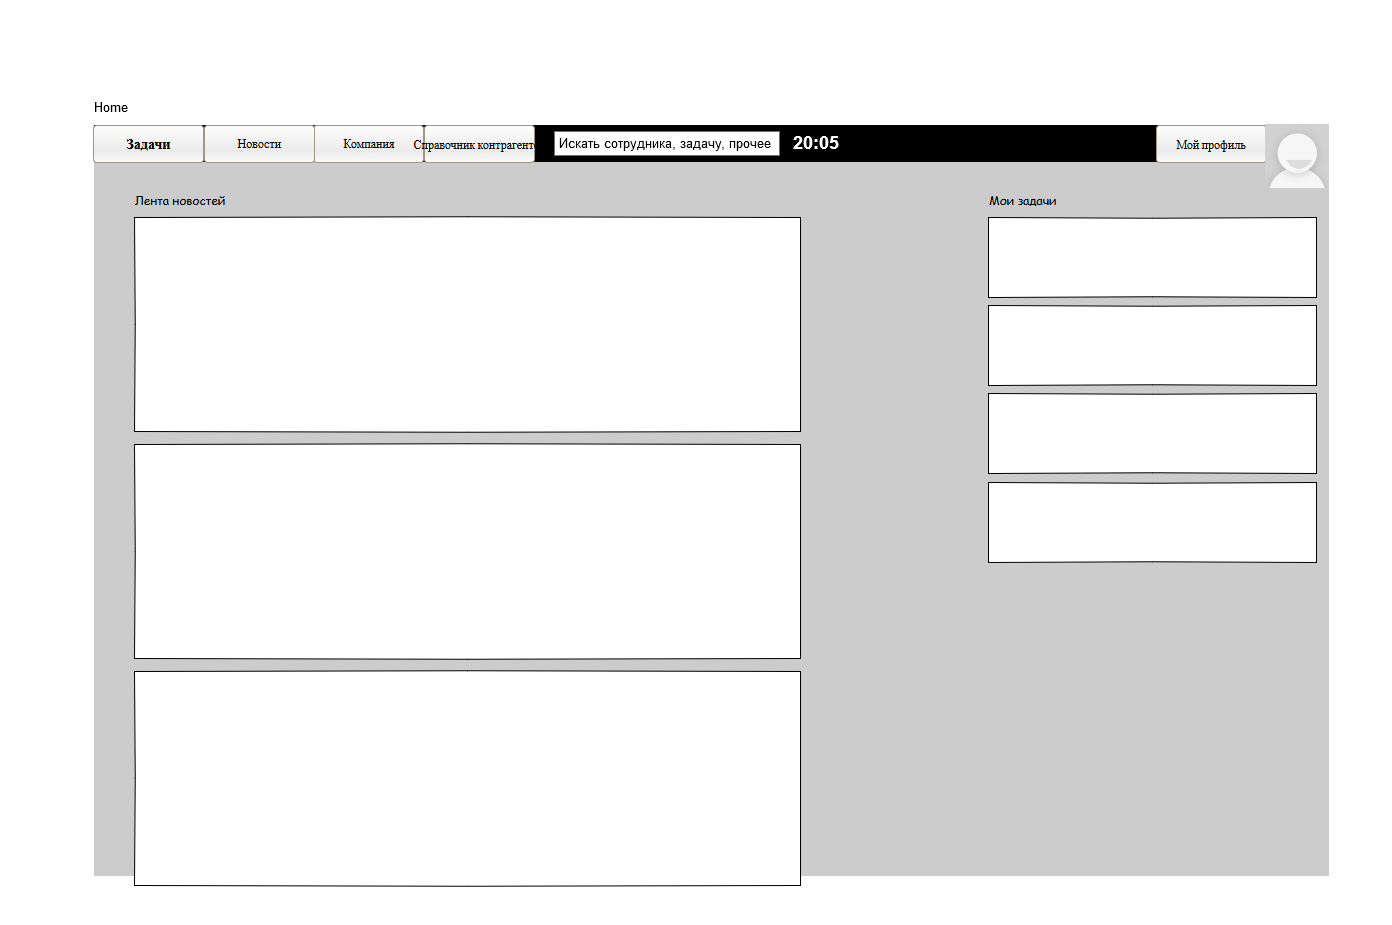 Home
Задачи
Новости
Компания
Справочник контрагент
Искать сотрудника, задачу, прочее
20:05
Мой профиль
Лента новостей
Мои задачи